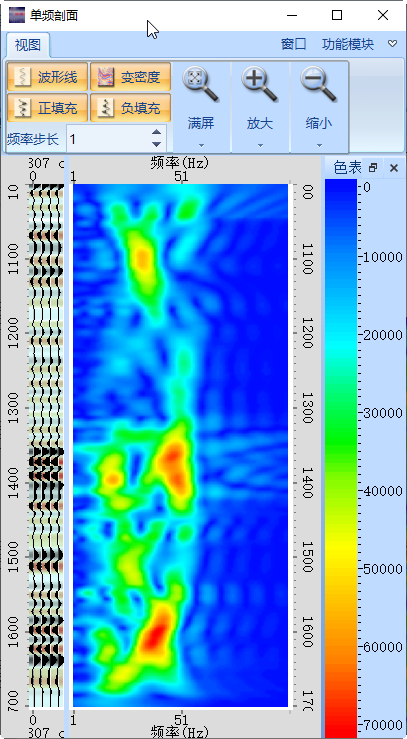 单频剖面
视图
窗口 功能模块
波形线 变密度
正填充 负填充
频率步长 1
满屏 放大 缩小
307 c 频率(Hz)
0 1 51
色表
10 00
1100 1100
1200 1200
1300 1300
1400 1400
1500 1500
1600 1600
700 170
0
10000
20000
30000
40000
50000
60000
70000
0 1 51
307 c 频率(Hz)